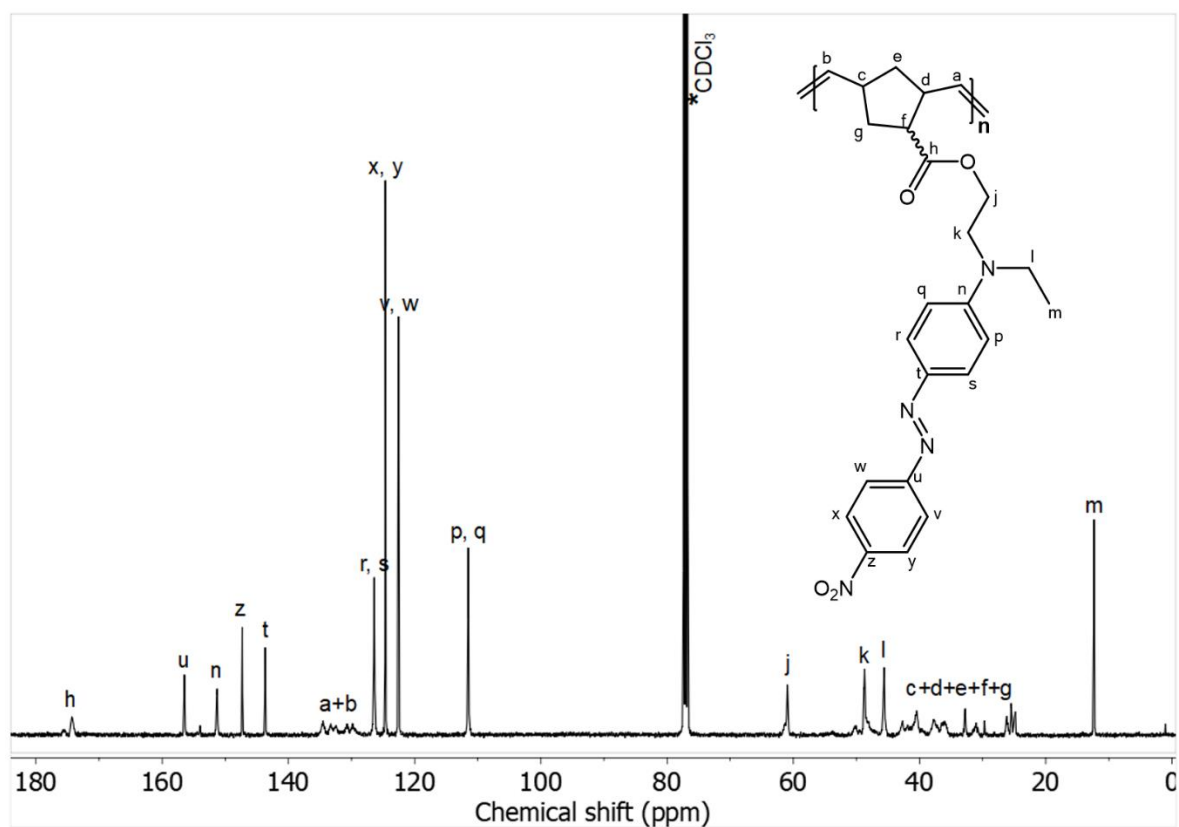 *CDCl3
x, y
v, w
r, s
p, q
z
t
u
n
h
a+b
j
k
l
c+d+e+f+g
m
b
e
c
d
a
n
g
f
h
O
O
j
k
N
l
m
q
n
r
p
t
s
N
N
w
u
x
v
z
y
O2N
180
160
140
120
100
80
60
40
20
0
Chemical shift (ppm)